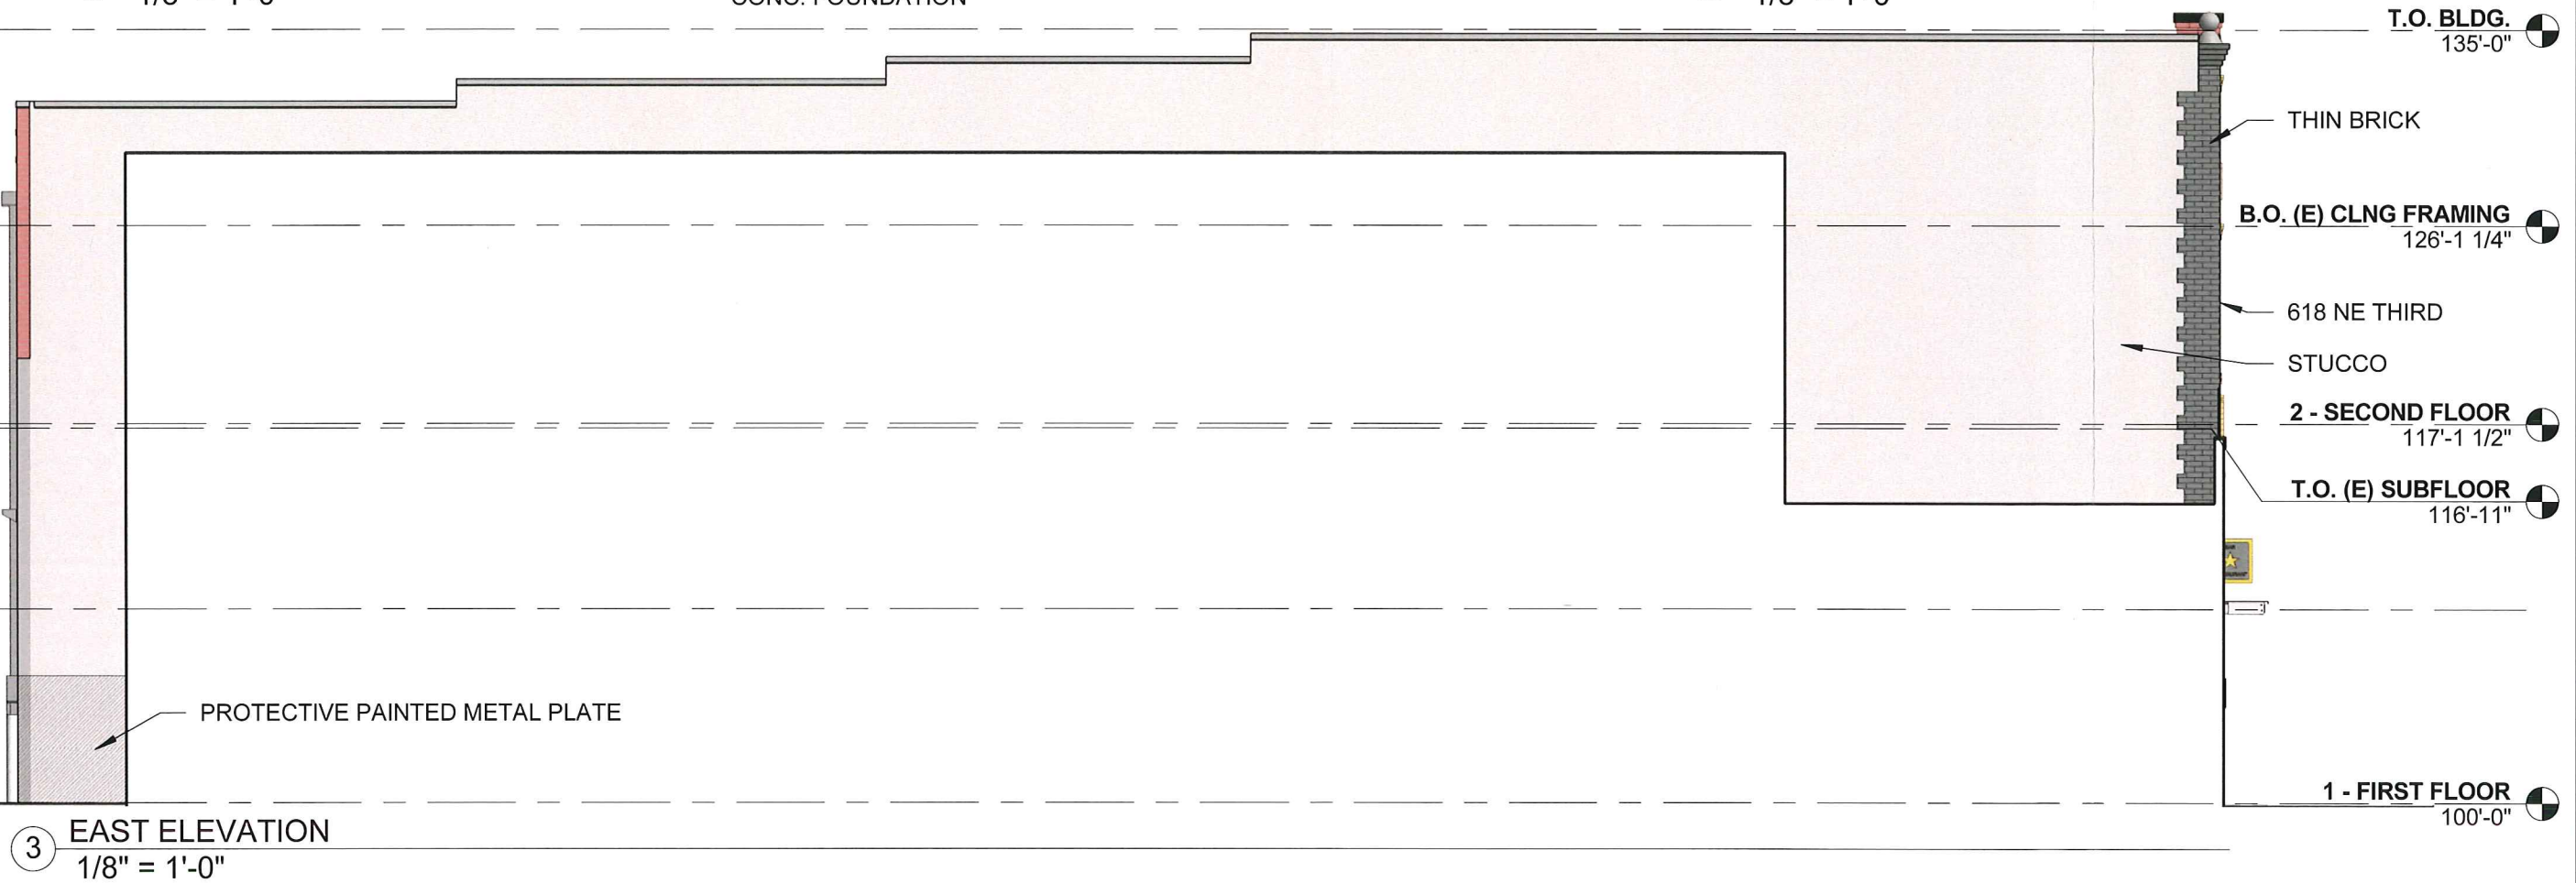 T.O. BLDG.
135'-0"
THIN BRICK
B.O. (E) CLNG FRAMING
126'-1 1/4"
618 NE THIRD
STUCCO
2 - SECOND FLOOR
117'-1 1/2"
T.O. (E) SUBFLOOR
116'-11"
PROTECTIVE PAINTED METAL PLATE
1 - FIRST FLOOR
100'-0"
3
EAST ELEVATION
1/8" = 1'-0"